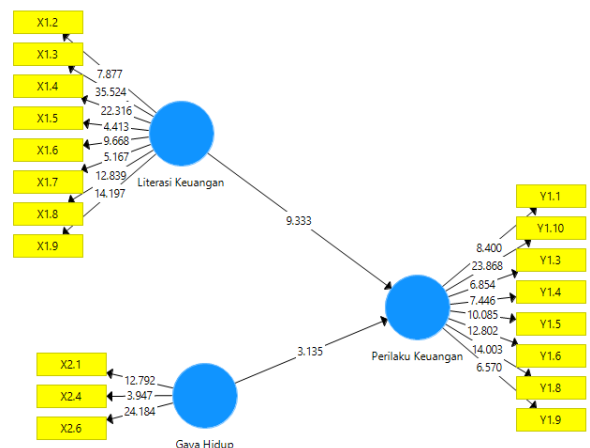 X1.2
X1.3
X1.4
X1.5
X1.6
X1.7
X1.8
X1.9
7.877
35.524
22.316
4.413
9.668
5.167
12.839
14.197
Literasi Keuangan
9.333
Y1.1
Y1.10
Y1.3
Y1.4
Y1.5
Y1.6
Y1.8
Y1.9
8.400
23.868
6.854
7.446
10.085
12.802
14.003
6.570
Perilaku Keuangan
3.135
X2.1
X2.4
X2.6
12.792
3.947
24.184
Gaya Hidup